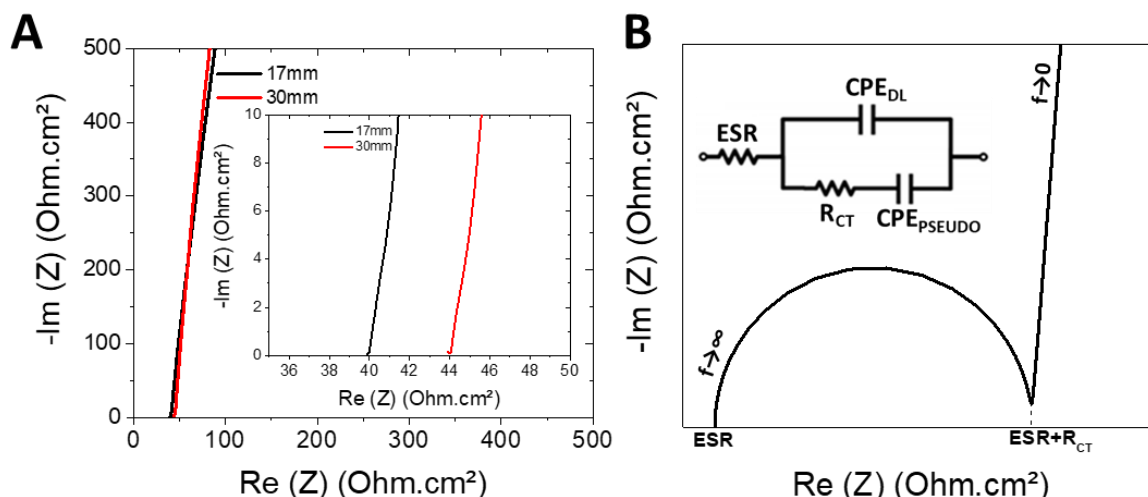 A
-Im (Z) (Ohm.cm²)
500
400
300
200
100
0
0
100
200
300
400
500
Re (Z) (Ohm.cm²)
17mm
30mm
-Im (Z) (Ohm.cm²)
10
8
6
4
2
0
36
38
40
42
44
46
48
50
Re (Z) (Ohm.cm²)
17mm
30mm
B
-Im (Z) (Ohm.cm²)
CPE_DL
ESR
R_CT
CPE_PSEUDO
f→0
f→∞
ESR
ESR+R_CT
Re (Z) (Ohm.cm²)